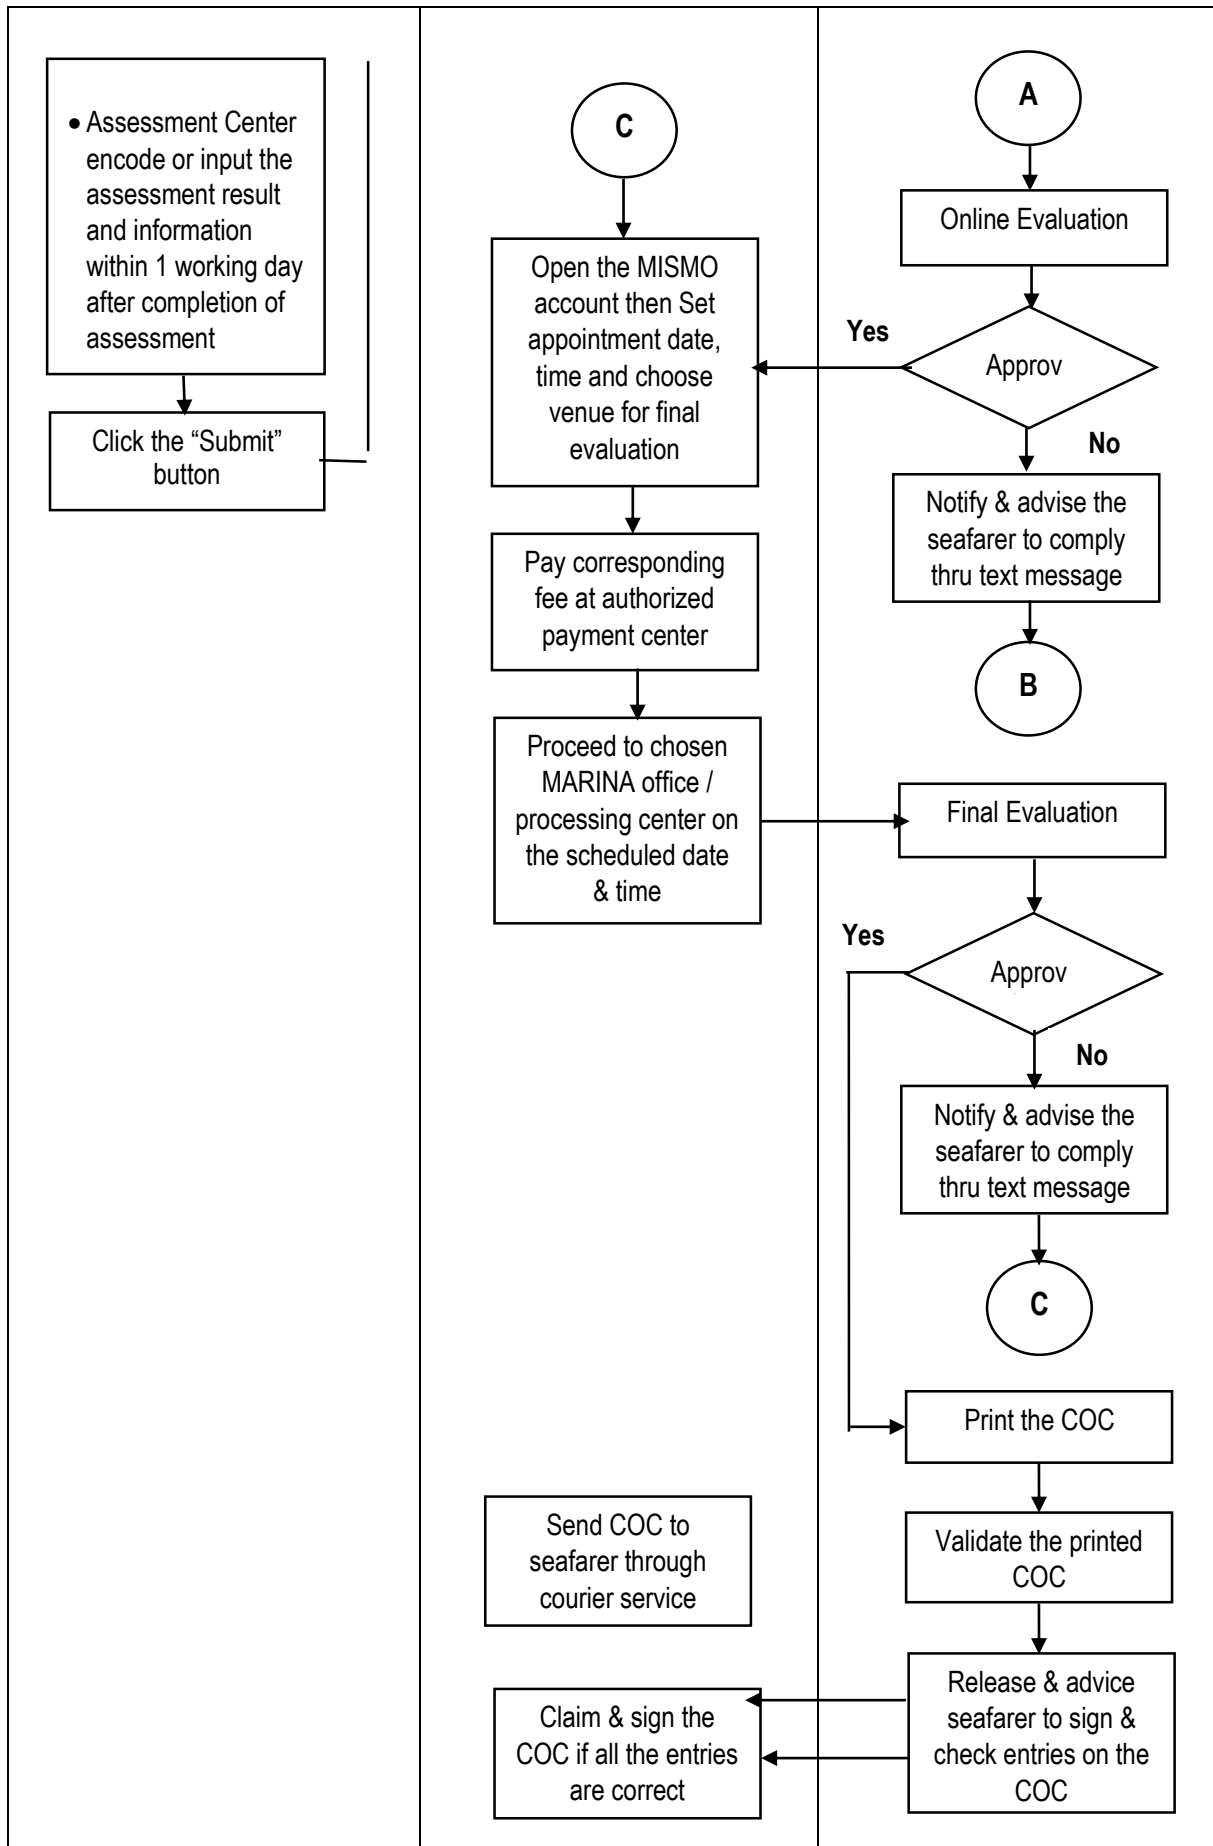 • Assessment Center
encode or input the
assessment result
and information
within 1 working day
after completion of
assessment
Click the “Submit”
button
C
Open the MISMO
account then Set
appointment date,
time and choose
venue for final
evaluation
Pay corresponding
fee at authorized
payment center
Proceed to chosen
MARINA office /
processing center on
the scheduled date
& time
Send COC to
seafarer through
courier service
Claim & sign the
COC if all the entries
are correct
A
Online Evaluation
Yes
Approv
No
Notify & advise the
seafarer to comply
thru text message
B
Final Evaluation
Yes
Approv
No
Notify & advise the
seafarer to comply
thru text message
C
Print the COC
Validate the printed
COC
Release & advice
seafarer to sign &
check entries on the
COC